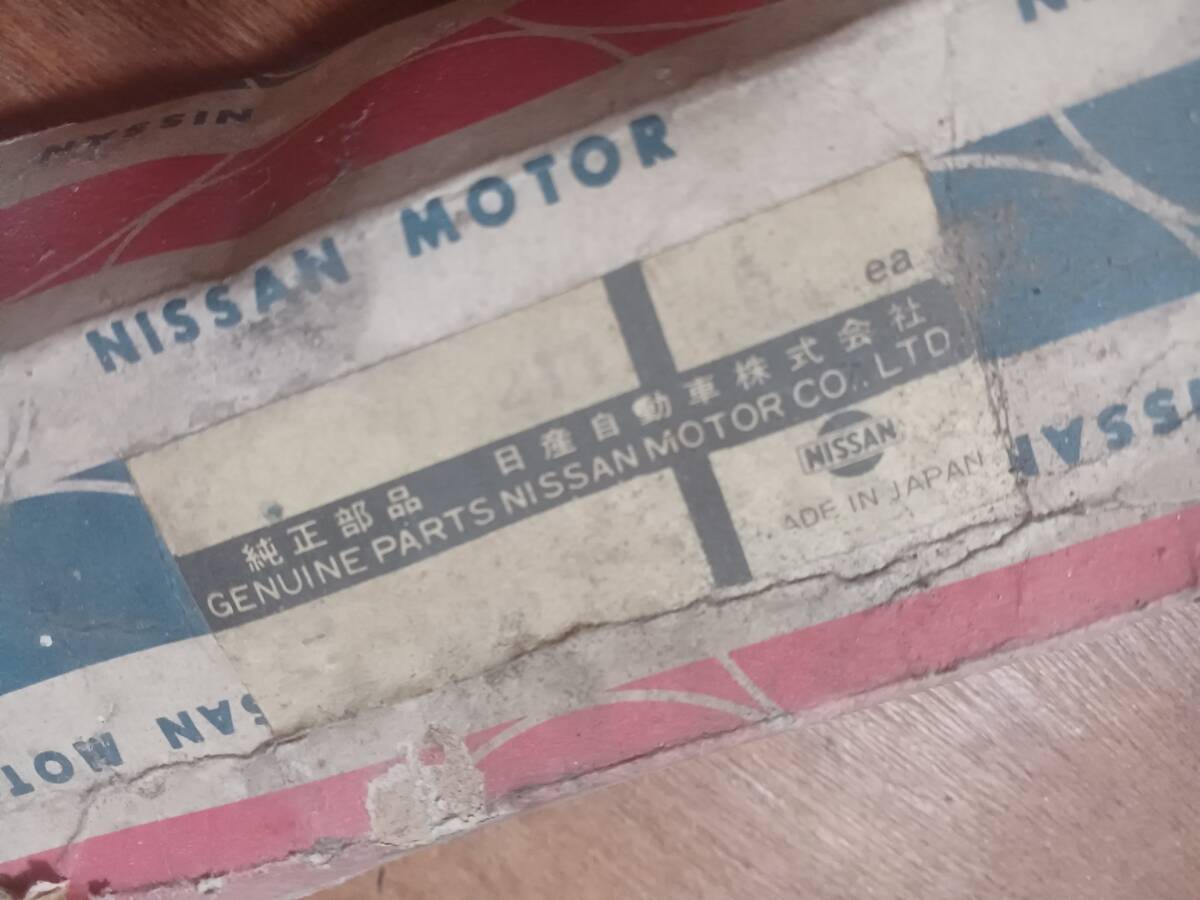 NISSAN
NISSAN MOTOR
ea
純正部品 日産自動車株式会社
GENUINE PARTS NISSAN MOTOR CO., LTD
NISSAN
ADE IN JAPAN
NISSAN
SAN MOT